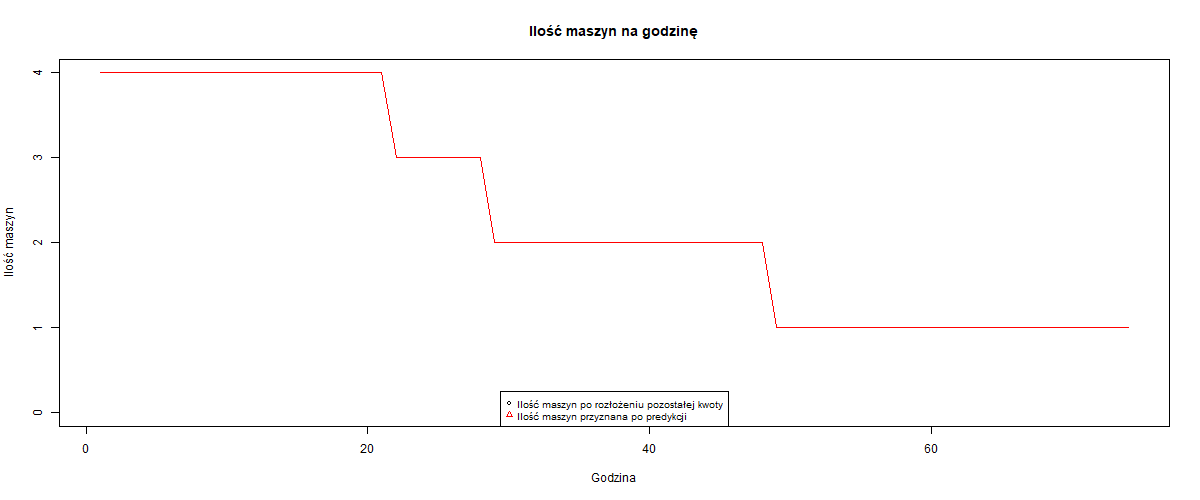 Ilość maszyn na godzinę
4
3
2
1
0
Ilość maszyn
Ilość maszyn po rozłożeniu pozostałej kwoty
Ilość maszyn przyznana po predykcji
0 20 40 60
Godzina